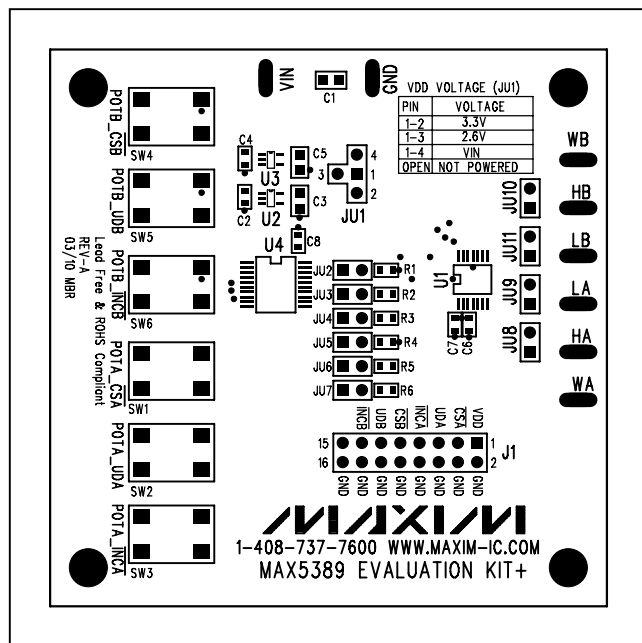 VIN
C1
GND
VDD VOLTAGE (JU1)
PIN VOLTAGE
1-2 3.3V
1-3 2.6V
1-4 VIN
OPEN NOT POWERED
POTB_CSB
SW4
POTB_UDB
SW5
POTB_INCB
SW6
POTA_CSA
SW1
POTA_UDA
SW2
POTA_INCA
SW3
Lead Free & ROHS Compliant
REV-A
03/10 MBR
C4
U3
C5
C2
U2
C3
4
3 1
2
JU1
U4
C8
JU2 R1
JU3 R2
JU4 R3
JU5 R4
JU6 R5
JU7 R6
U1
C7
C6
JU10
JU11
JU9
JU8
WB
HB
LB
LA
HA
WA
INCB UDB CSB INCA UDA CSA VDD
15 1
16 2
J1
GND GND GND GND GND GND GND GND
MAXIM
1-408-737-7600 WWW.MAXIM-IC.COM
MAX5389 EVALUATION KIT+